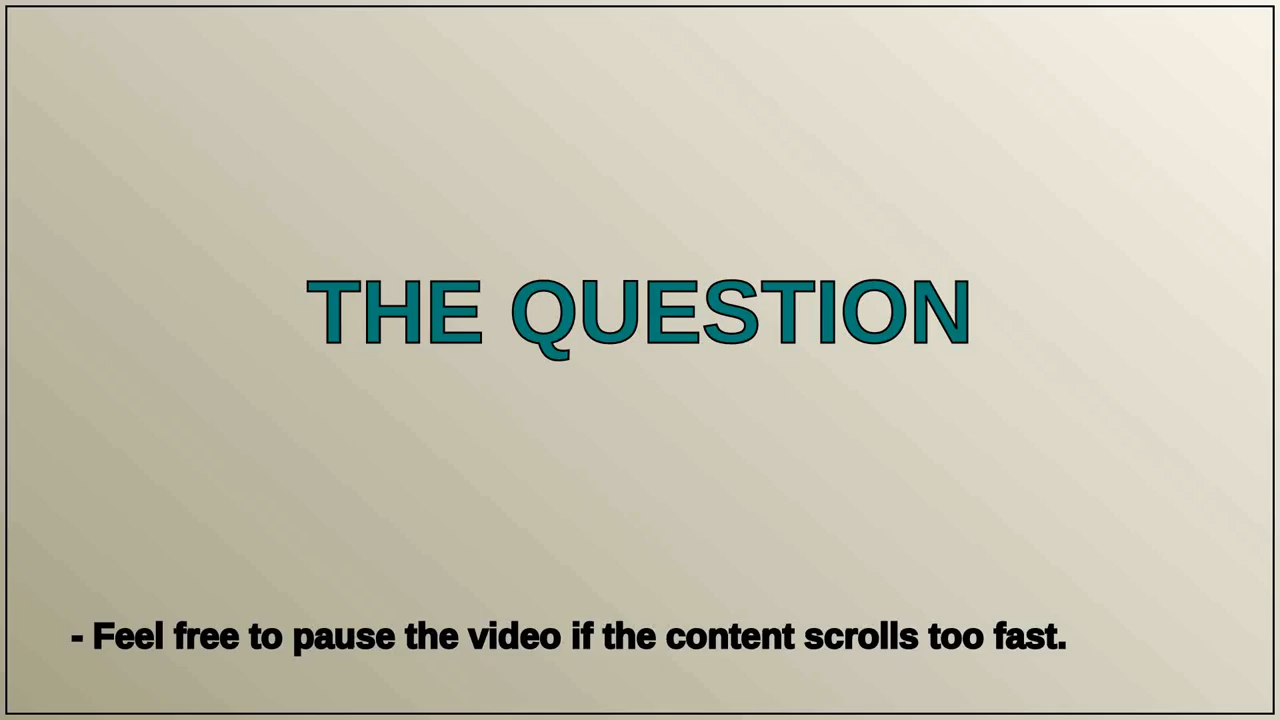 THE QUESTION
- Feel free to pause the video if the content scrolls too fast.